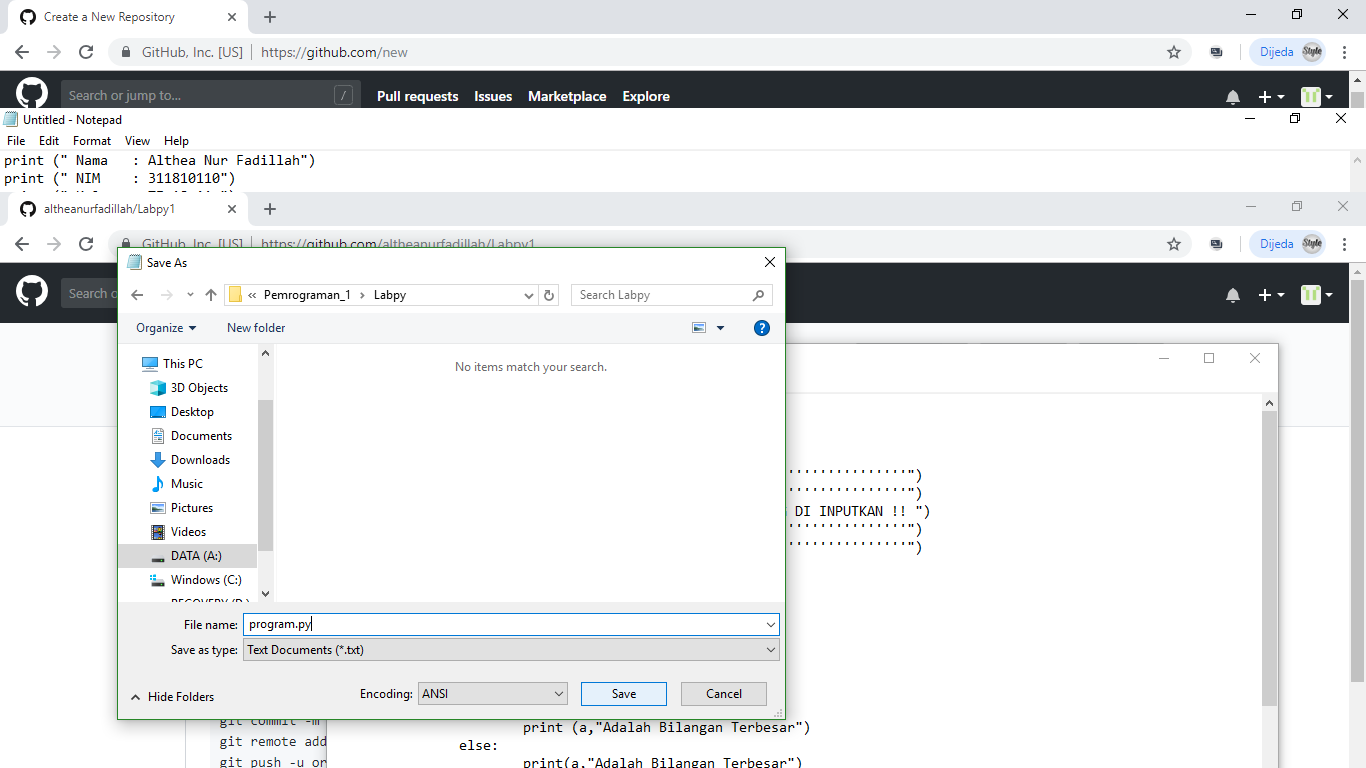 Create a New Repository
GitHub, Inc. [US] https://github.com/new
Dijeda Style
Search or jump to... /
Pull requests Issues Marketplace Explore
Untitled - Notepad
File Edit Format View Help
print (" Nama : Althea Nur Fadillah")
print (" NIM : 311810110")
altheanurfadillah/Labpy1
GitHub, Inc. [US] https://github.com/altheanurfadillah/Labpy1
Dijeda Style
Search
Save As
« Pemrograman_1 › Labpy
Search Labpy
Organize New folder
This PC
3D Objects
Desktop
Documents
Downloads
Music
Pictures
Videos
DATA (A:)
Windows (C:)
RECOVERY (D:)
No items match your search.
''''''''''''''')
''''''''''''''')
DI INPUTKAN !! ")
''''''''''''''')
''''''''''''''')
File name: program.py
Save as type: Text Documents (*.txt)
Hide Folders
Encoding: ANSI Save Cancel
git commit -m
git remote add
git push -u
print (a,"Adalah Bilangan Terbesar")
else:
print(a,"Adalah Bilangan Terbesar")